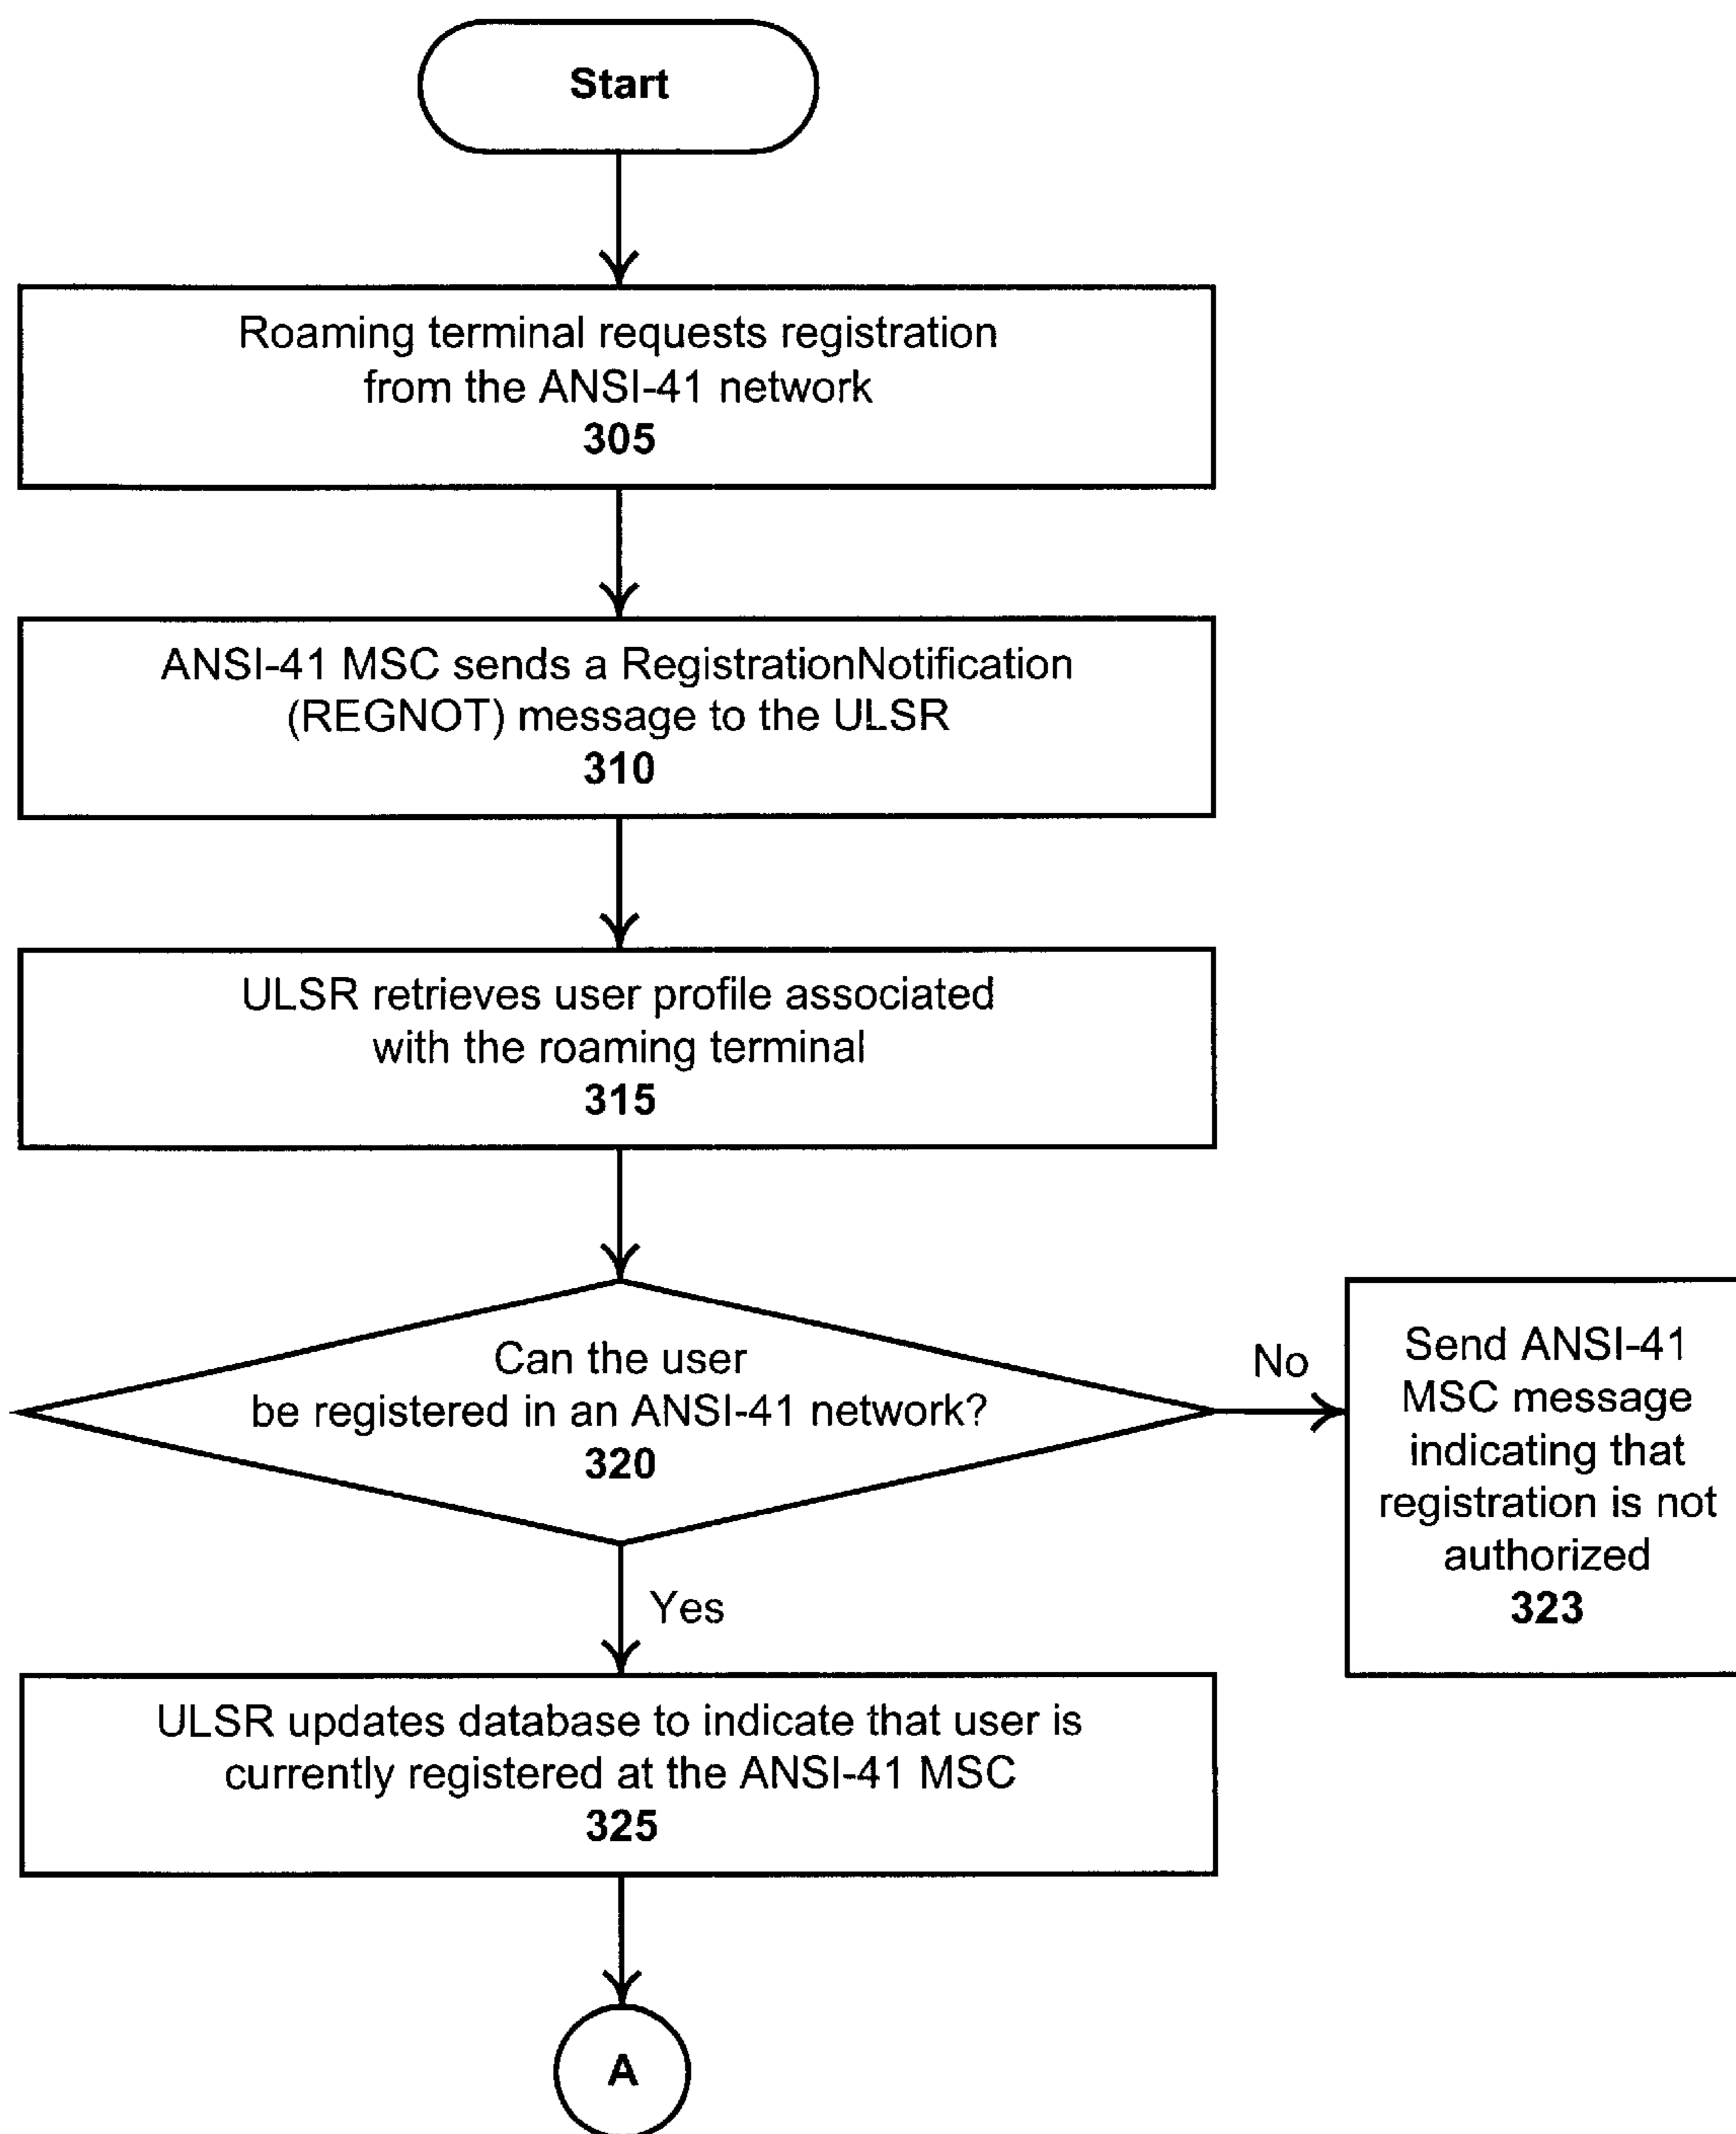 Start
Roaming terminal requests registration
from the ANSI-41 network
305
ANSI-41 MSC sends a RegistrationNotification
(REGNOT) message to the ULSR
310
ULSR retrieves user profile associated
with the roaming terminal
315
Can the user
be registered in an ANSI-41 network?
320
No
Send ANSI-41
MSC message
indicating that
registration is not
authorized
323
Yes
ULSR updates database to indicate that user is
currently registered at the ANSI-41 MSC
325
A